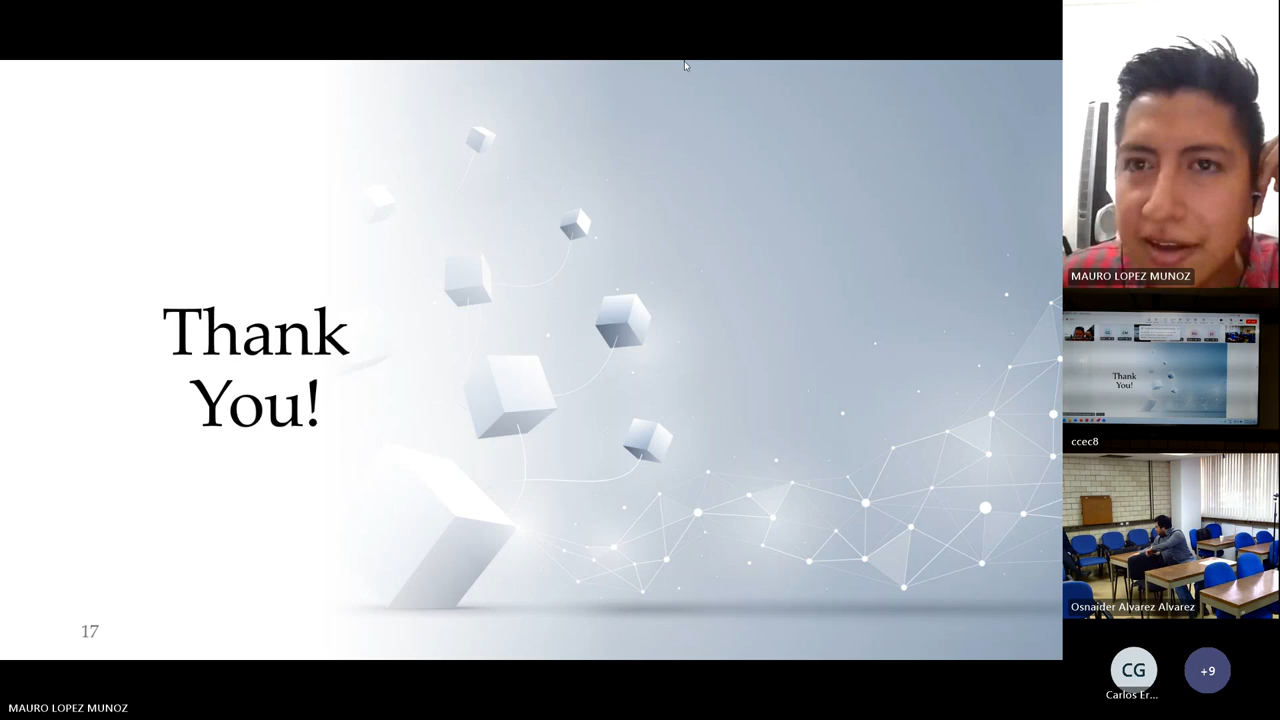 Thank
You!
17
MAURO LOPEZ MUNOZ
MAURO LOPEZ MUNOZ
Thank
You!
ccec8
Osnaider Alvarez Alvarez
CG
Carlos Er...
+9